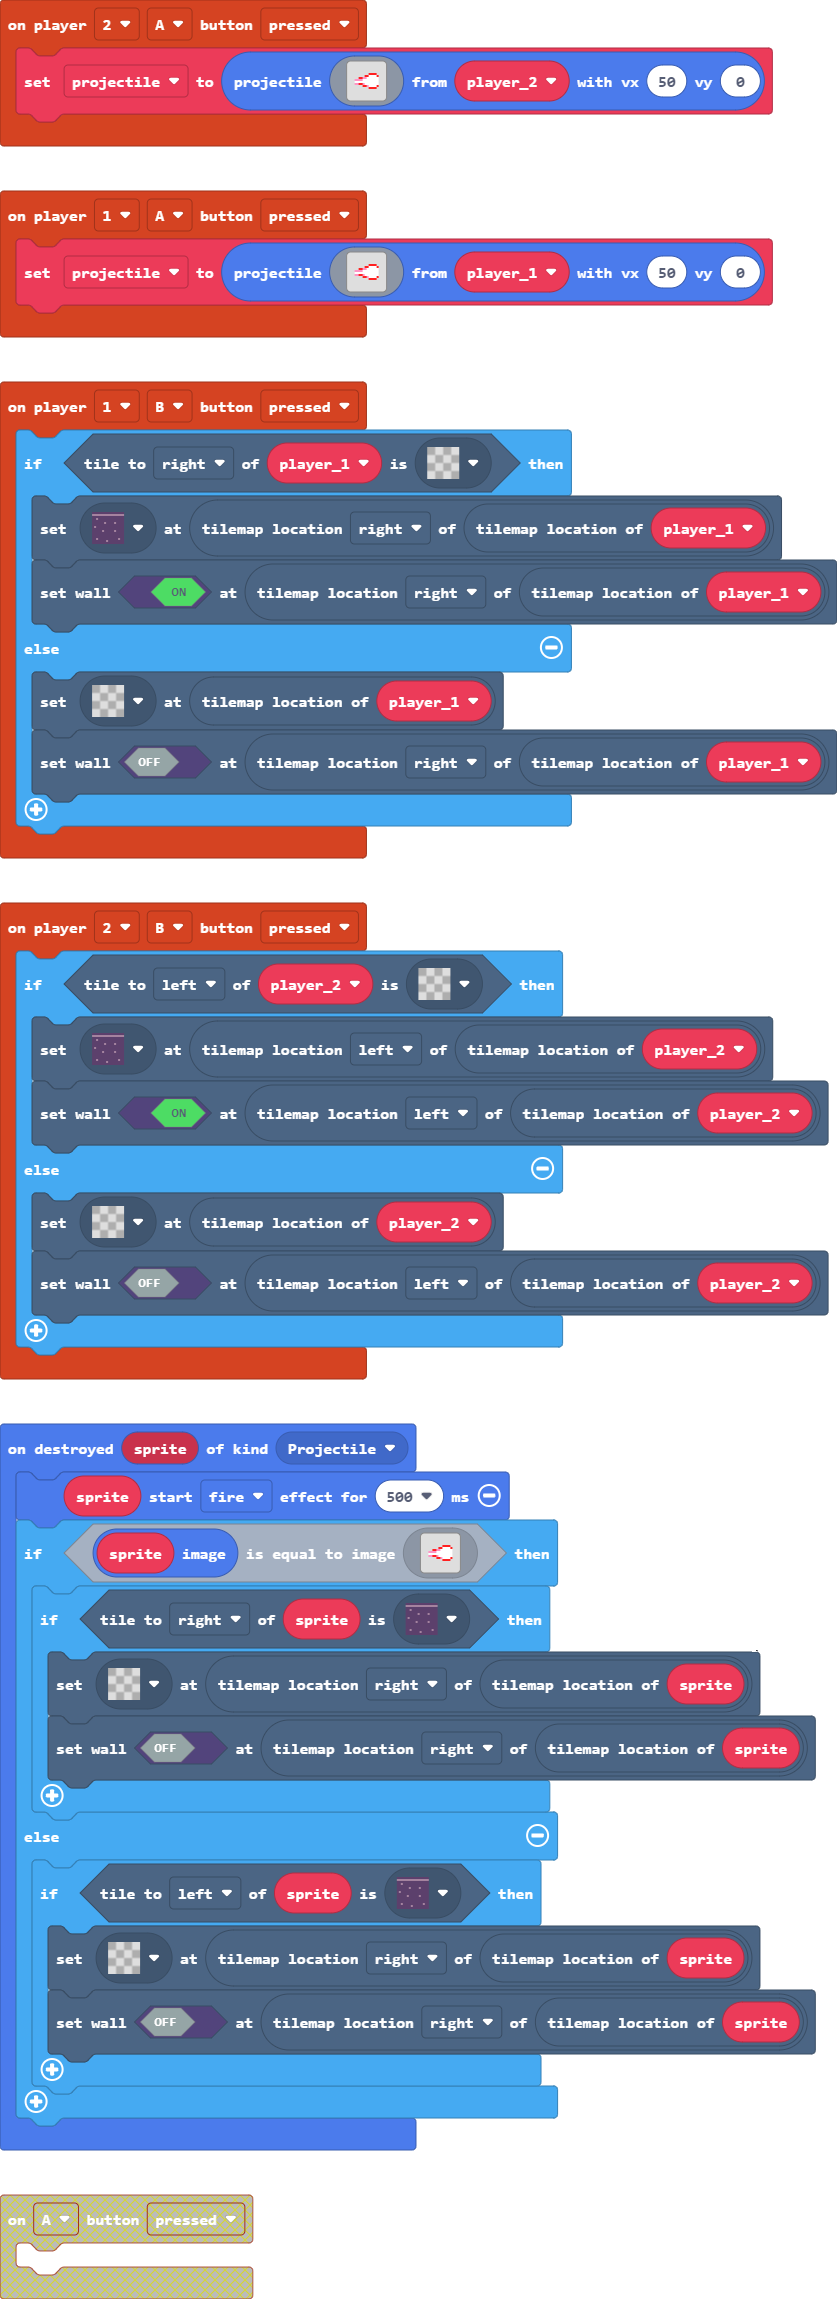 on player 2 A button pressed
set projectile to projectile from player_2 with vx 50 vy 0
on player 1 A button pressed
set projectile to projectile from player_1 with vx 50 vy 0
on player 1 B button pressed
if tile to right of player_1 is then
set at tilemap location right of tilemap location of player_1
set wall ON at tilemap location right of tilemap location of player_1
else
set at tilemap location of player_1
set wall OFF at tilemap location right of tilemap location of player_1
on player 2 B button pressed
if tile to left of player_2 is then
set at tilemap location left of tilemap location of player_2
set wall ON at tilemap location left of tilemap location of player_2
else
set at tilemap location of player_2
set wall OFF at tilemap location left of tilemap location of player_2
on destroyed sprite of kind Projectile
sprite start fire effect for 500 ms
if sprite image is equal to image then
if tile to right of sprite is then
set at tilemap location right of tilemap location of sprite
set wall OFF at tilemap location right of tilemap location of sprite
else
if tile to left of sprite is then
set at tilemap location right of tilemap location of sprite
set wall OFF at tilemap location right of tilemap location of sprite
on A button pressed